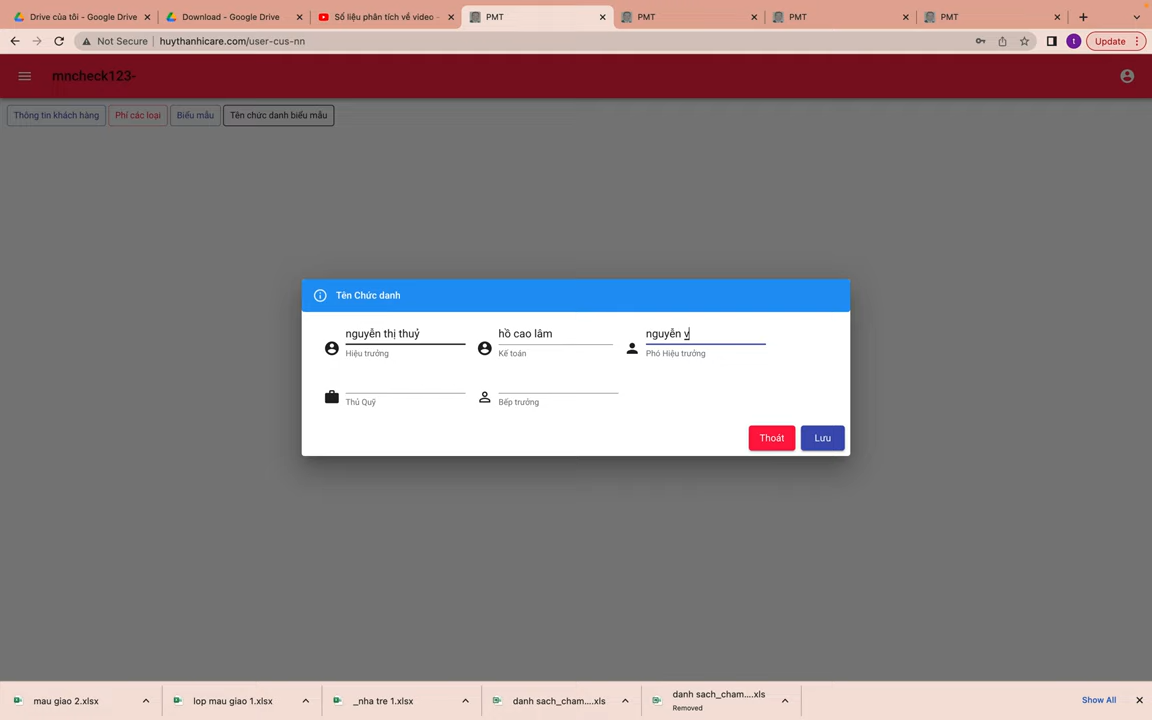 Drive của tôi - Google Drive
Download - Google Drive
Số liệu phân tích về video -
PMT
PMT
PMT
PMT
Not Secure
huythanhicare.com/user-cus-nn
t
Update
mncheck123-
Thông tin khách hàng
Phí các loại
Biểu mẫu
Tên chức danh biểu mẫu
Tên Chức danh
nguyễn thị thuỷ
hồ cao lâm
nguyễn v
Hiệu trưởng
Kế toán
Phó Hiệu trưởng
Thủ Quỹ
Bếp trưởng
Thoát
Lưu
mau giao 2.xlsx
lop mau giao 1.xlsx
_nha tre 1.xlsx
danh sach_cham....xls
danh sach_cham....xls
Removed
Show All